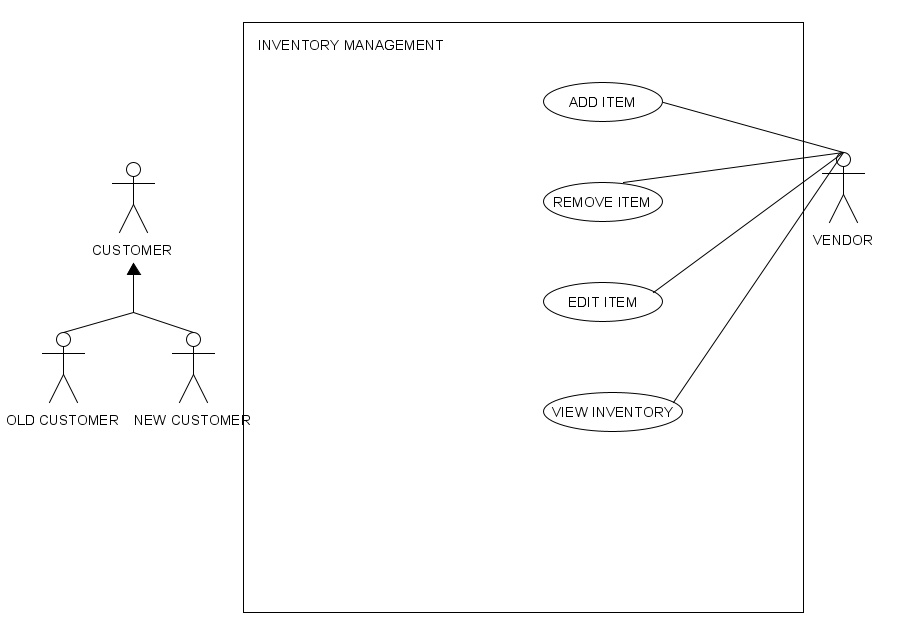 INVENTORY MANAGEMENT
ADD ITEM
REMOVE ITEM
VENDOR
CUSTOMER
EDIT ITEM
VIEW INVENTORY
OLD CUSTOMER
NEW CUSTOMER